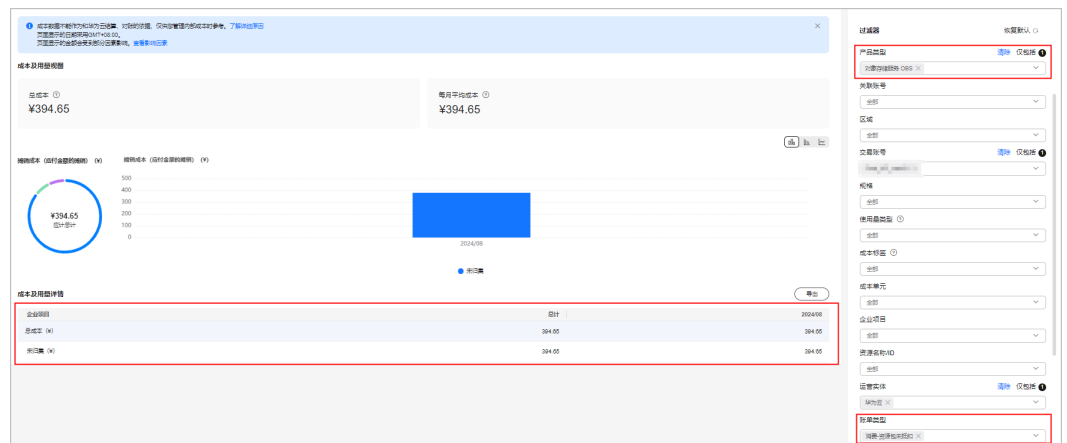 成本数据不能作为和华为云结算、对账的依据，仅供您管理内部成本时参考。了解详细原因
页面显示的日期采用GMT+08:00。
页面显示的金额会受到部分因素影响。查看影响因素
成本及用量视图
总成本
¥394.65
每月平均成本
¥394.65
摊销成本（应付金额的摊销）（¥）
¥394.65
总计
摊销成本（应付金额的摊销）（¥）
500
400
300
200
100
0
2024/08
未归集
成本及用量详情
导出
企业项目 总计 2024/08
总成本（¥） 394.65 394.65
未归集（¥） 394.65 394.65
过滤器 恢复默认
产品类型 清除 仅包括 1
对象存储服务 OBS
关联账号
全部
区域
全部
交易账号 清除 仅包括 1
规格
全部
使用量类型
全部
成本标签
全部
成本单元
全部
企业项目
全部
资源名称/ID
全部
运营实体 清除 仅包括 1
华为云
账单类型
消费-资源包未抵扣